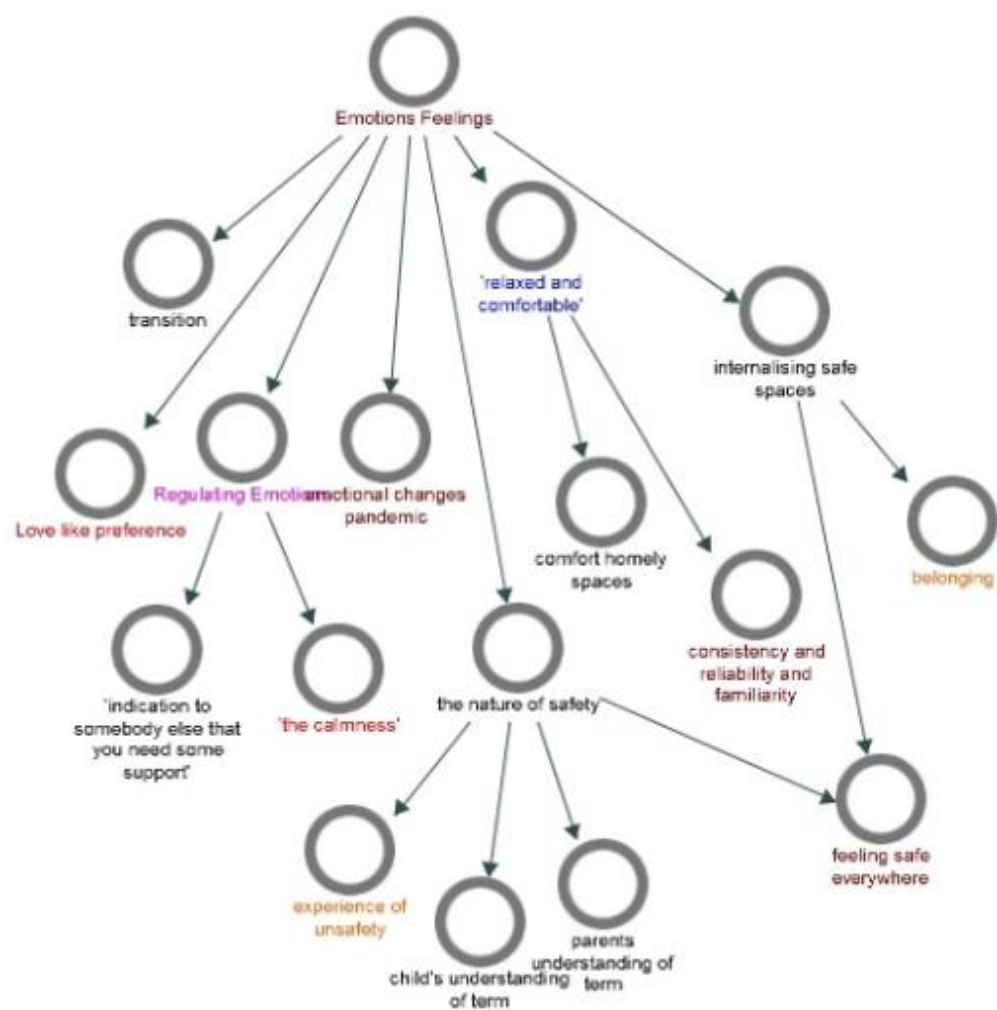 Emotions Feelings
'relaxed and
comfortable'
transition
internalising safe
spaces
Regulating Emotions
emotional changes
pandemic
Love like preference
comfort homely
spaces
belonging
consistency and
reliability and
familiarity
'indication to
somebody else that
you need some
support'
'the calmness'
the nature of safety
feeling safe
everywhere
experience of
unsafety
child's understanding
of term
parents
understanding of
term